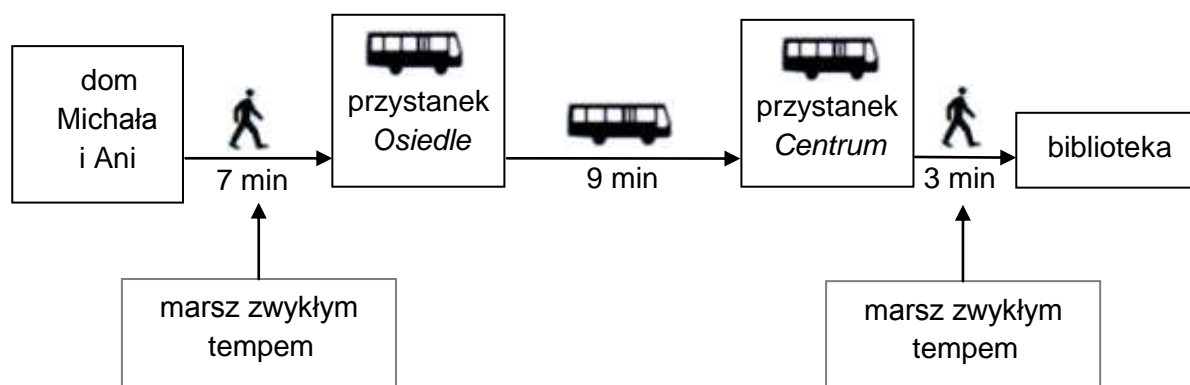 dom
Michała
i Ani
7 min
przystanek
Osiedle
9 min
przystanek
Centrum
3 min
biblioteka
marsz zwykłym
tempem
marsz zwykłym
tempem